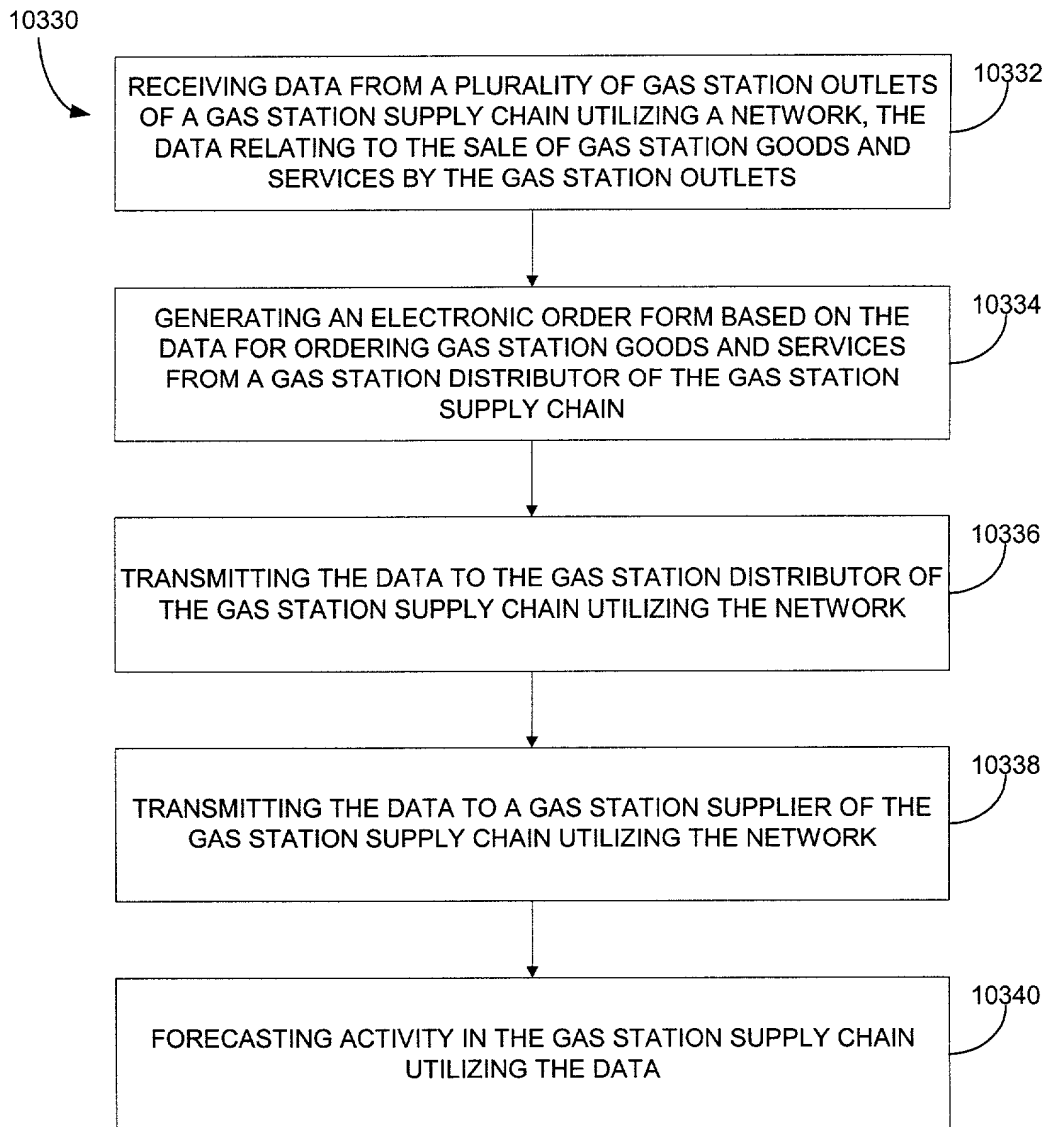 10330
RECEIVING DATA FROM A PLURALITY OF GAS STATION OUTLETS
OF A GAS STATION SUPPLY CHAIN UTILIZING A NETWORK, THE
DATA RELATING TO THE SALE OF GAS STATION GOODS AND
SERVICES BY THE GAS STATION OUTLETS
10332
GENERATING AN ELECTRONIC ORDER FORM BASED ON THE
DATA FOR ORDERING GAS STATION GOODS AND SERVICES
FROM A GAS STATION DISTRIBUTOR OF THE GAS STATION
SUPPLY CHAIN
10334
TRANSMITTING THE DATA TO THE GAS STATION DISTRIBUTOR OF
THE GAS STATION SUPPLY CHAIN UTILIZING THE NETWORK
10336
TRANSMITTING THE DATA TO A GAS STATION SUPPLIER OF THE
GAS STATION SUPPLY CHAIN UTILIZING THE NETWORK
10338
FORECASTING ACTIVITY IN THE GAS STATION SUPPLY CHAIN
UTILIZING THE DATA
10340